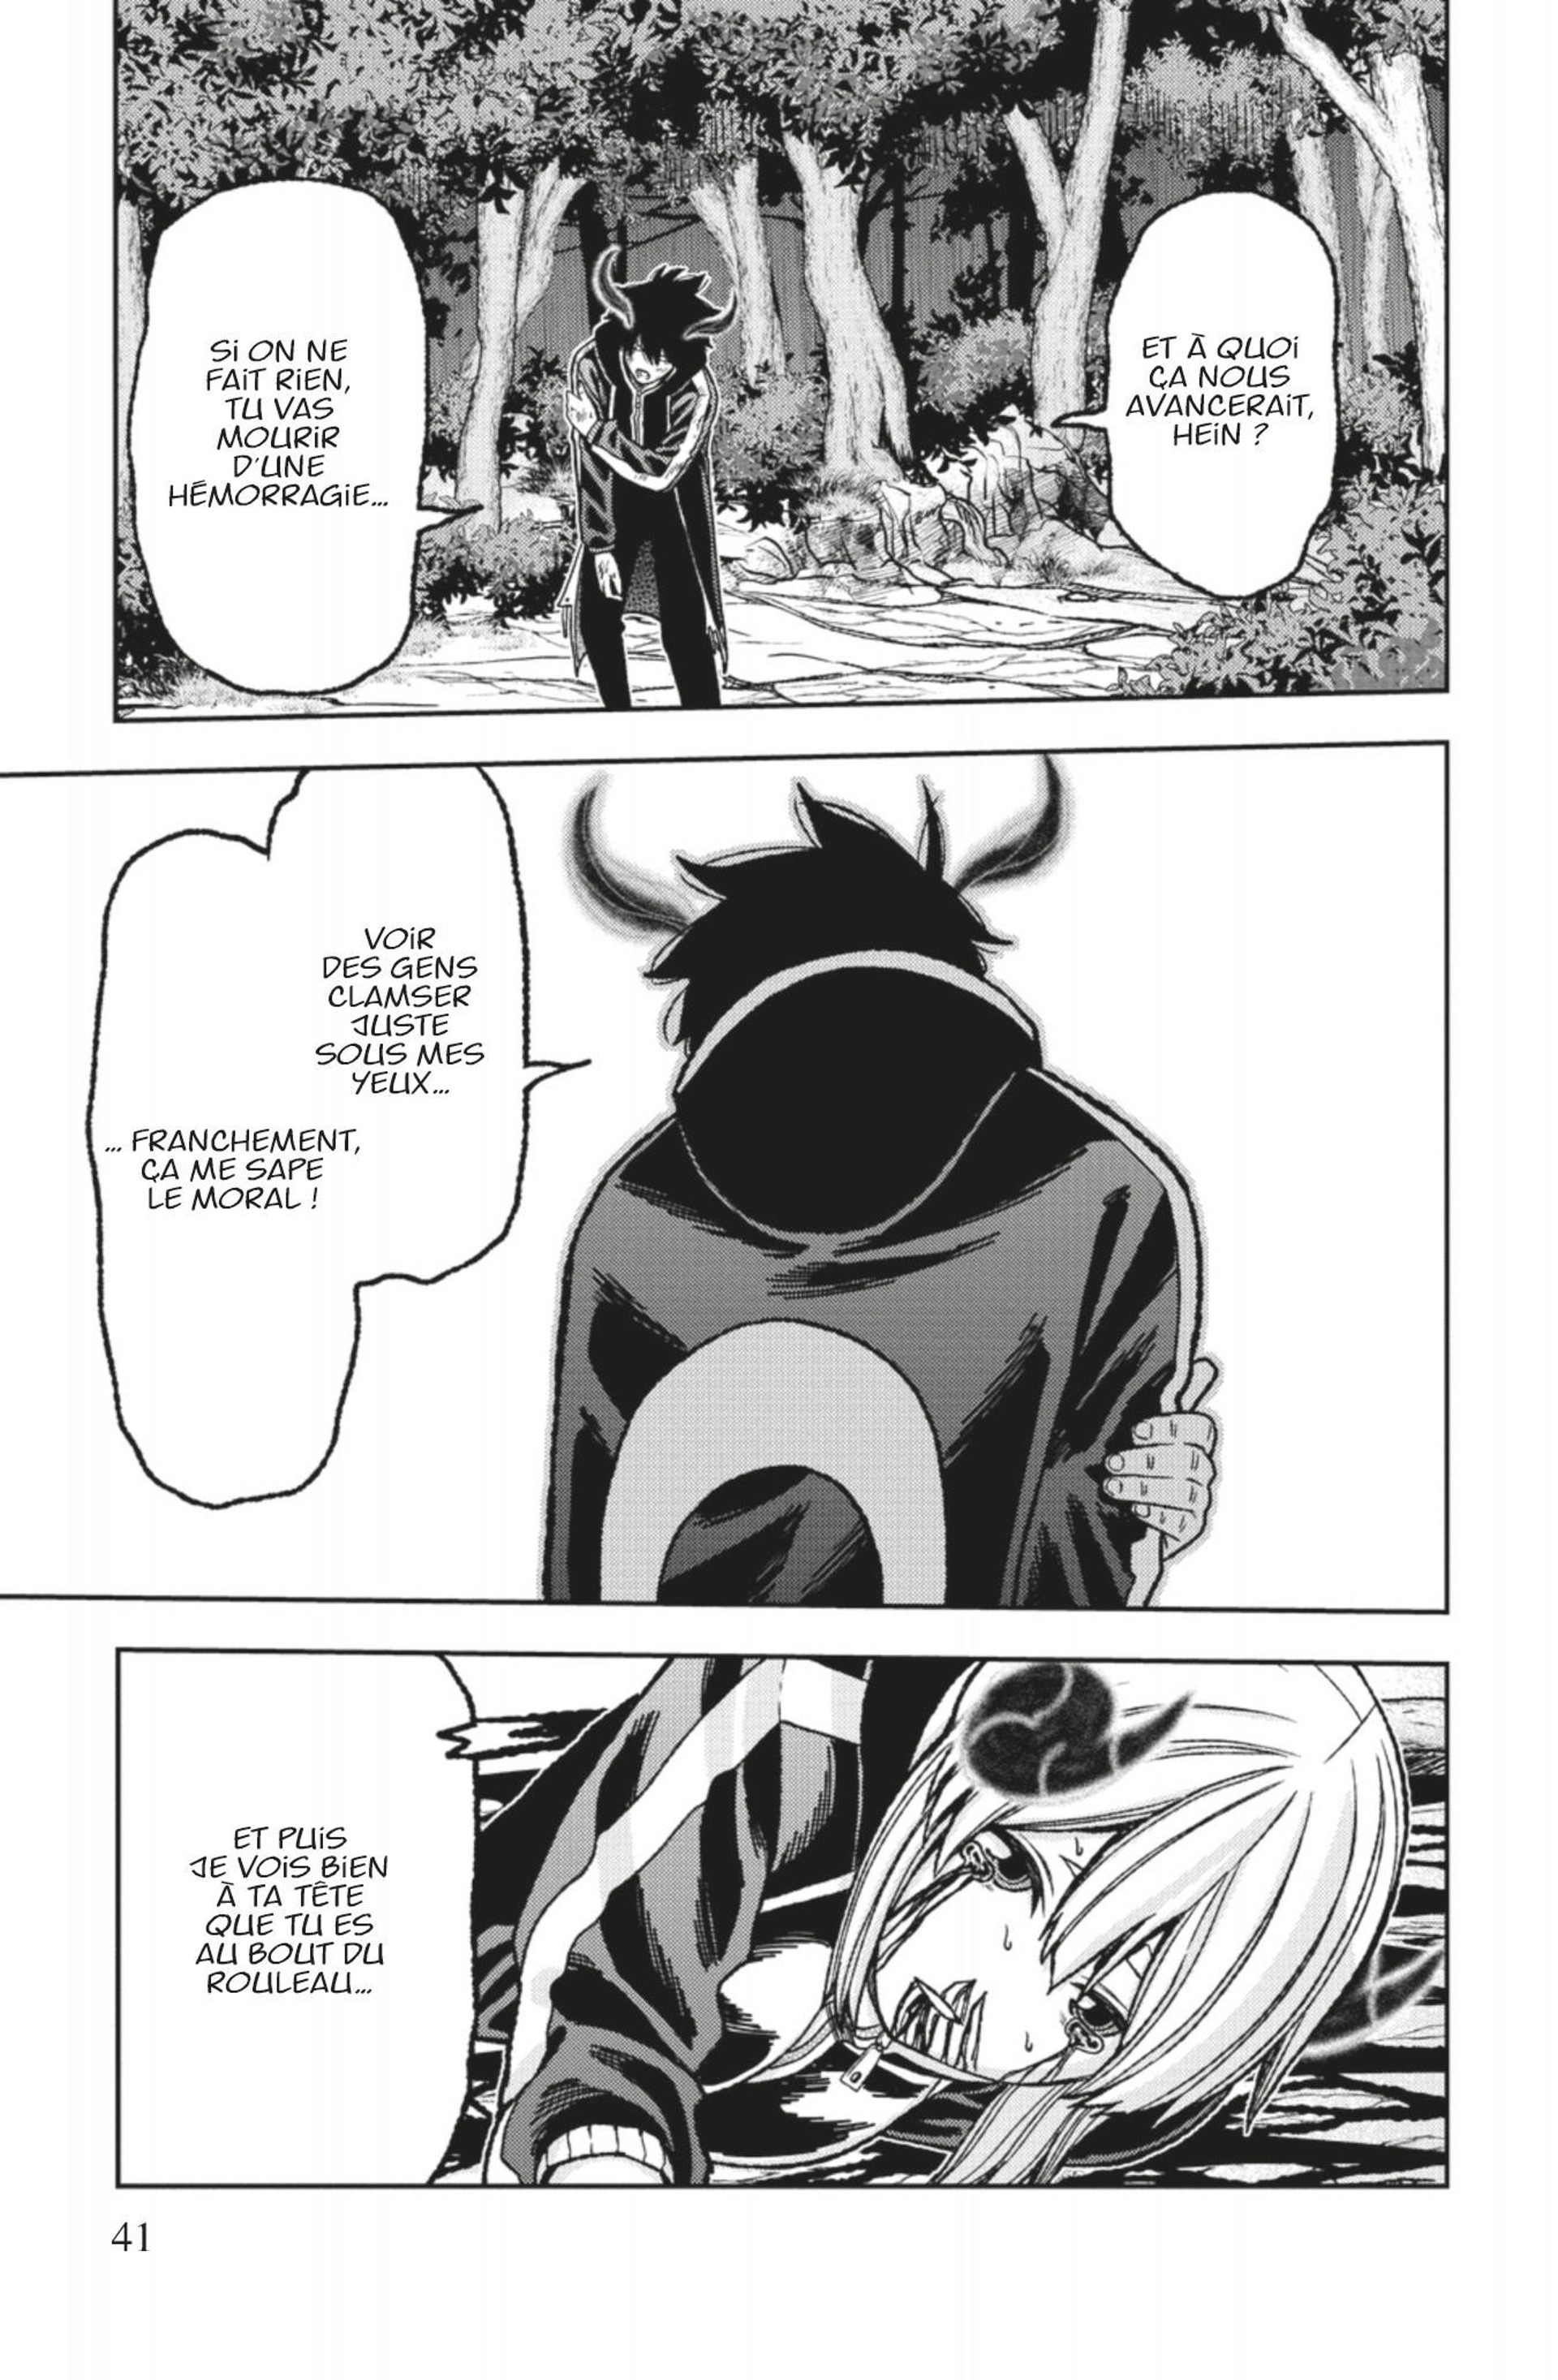 ET À QUOI
ÇA NOUS
AVANCERAIT,
HEIN ?
SI ON NE
FAIT RIEN,
TU VAS
MOURIR
D'UNE
HÉMORRAGIE...
VOIR
DES GENS
CLAMSER
JUSTE
SOUS MES
YEUX...
... FRANCHEMENT,
ÇA ME SAPE
LE MORAL !
ET PUIS
JE VOIS BIEN
À TA TÊTE
QUE TU ES
AU BOUT DU
ROULEAU...
41